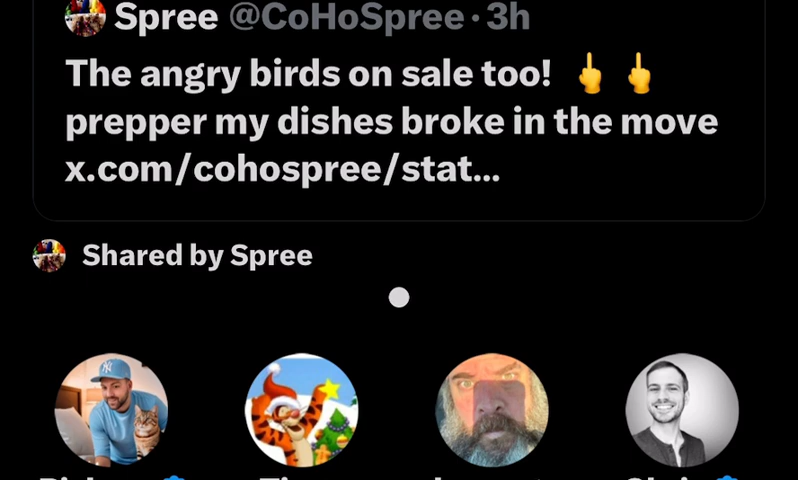 Spree @CoHoSpree · 3h
The angry birds on sale too! 🖕🖕
prepper my dishes broke in the move
x.com/cohospree/stat...
Shared by Spree